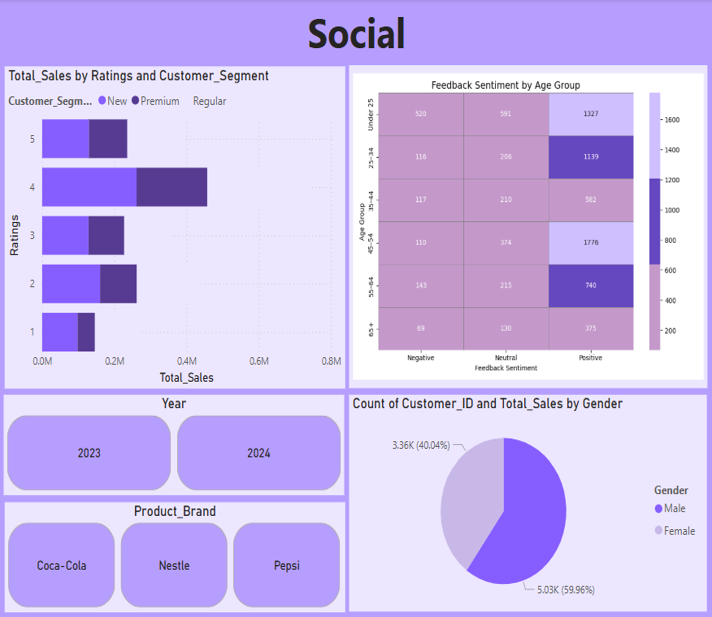 Social
Total_Sales by Ratings and Customer_Segment
Customer_Segm... New Premium Regular
5
4
3
2
1
Ratings
0.0M 0.2M 0.4M 0.6M 0.8M
Total_Sales
Feedback Sentiment by Age Group
Under 25 520 591 1327
25-34 116 266 1139
35-44 117 210 582
45-54 110 374 1776
55-64 143 215 740
65+ 69 130 375
Age Group
Negative Neutral Positive
Feedback Sentiment
1600
1400
1200
1000
800
600
400
200
Year
2023 2024
Product_Brand
Coca-Cola Nestle Pepsi
Count of Customer_ID and Total_Sales by Gender
3.36K (40.04%)
5.03K (59.96%)
Gender
Male
Female